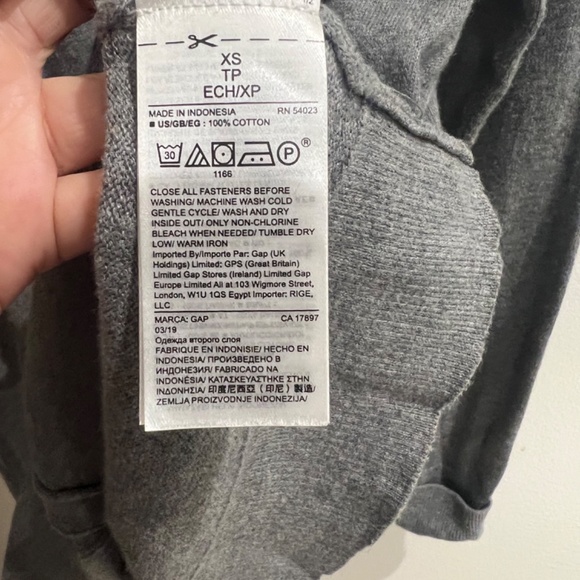 XS
TP
ECH/XP
MADE IN INDONESIA RN 54023
■ US/GB/EG : 100% COTTON
30 P ®
1166
CLOSE ALL FASTENERS BEFORE
WASHING/ MACHINE WASH COLD
GENTLE CYCLE/ WASH AND DRY
INSIDE OUT/ ONLY NON-CHLORINE
BLEACH WHEN NEEDED/ TUMBLE DRY
LOW/ WARM IRON
Imported By/Importe Par: Gap (UK
Holdings) Limited: GPS (Great Britain)
Limited Gap Stores (Ireland) Limited Gap
Europe Limited All at 103 Wigmore Street,
London, W1U 1QS Egypt Importer: RIGE,
LLC
MARCA: GAP CA 17897
03/19
Одежда второго слоя
FABRIQUE EN INDONISIE/ HECHO EN
INDONESIA/ ПРОИЗВЕДЕНО В
ИНДОНЕЗИИ/ FABRICADO NA
INDONÉSIA/ ΚΑΤΑΣΚΕΥΑΣΤΗΚΕ ΣΤΗΝ
ΙΝΔΟΝΗΣΙΑ/ 印度尼西亞（印尼）製造/
ZEMLJA PROIZVODNJE INDONEZIJA/